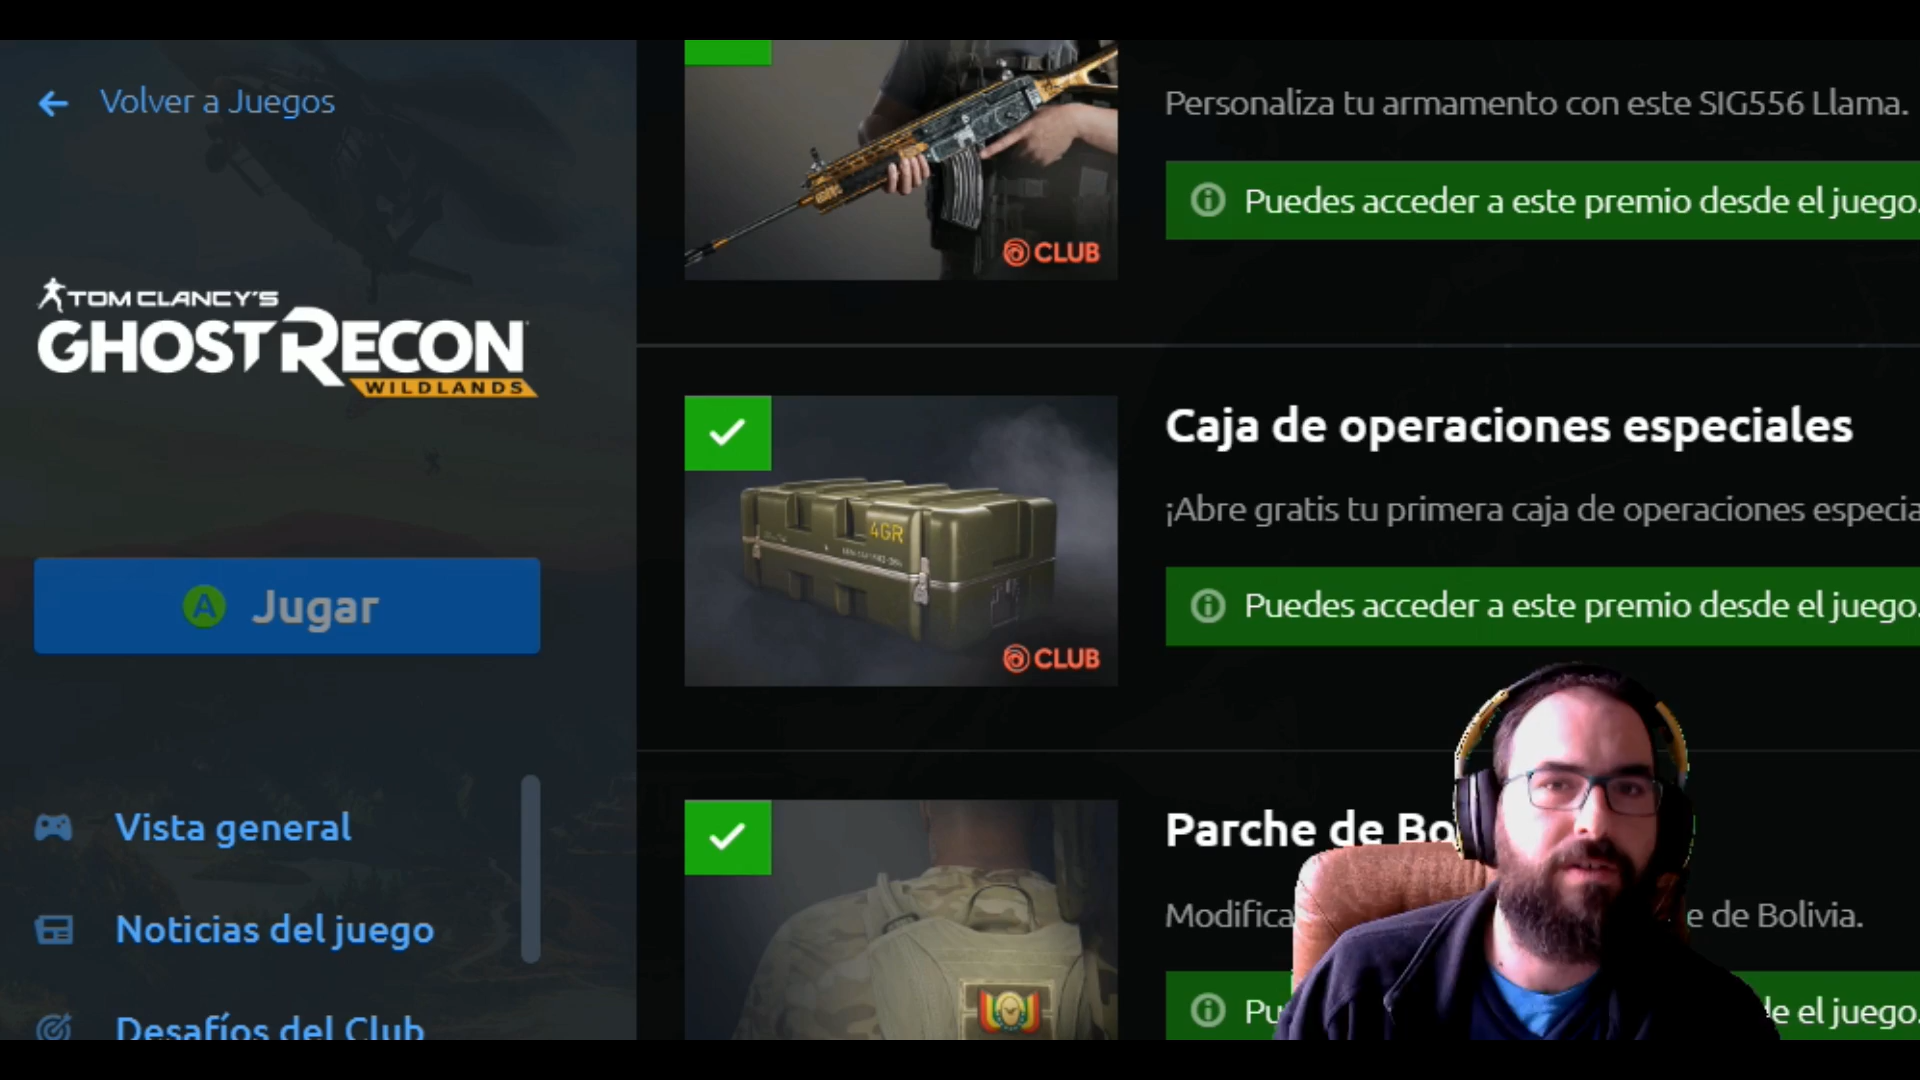 Volver a Juegos
TOM CLANCY'S
GHOST RECON
WILDLANDS
A Jugar
Vista general
Noticias del juego
Desafíos del Club
CLUB
Personaliza tu armamento con este SIG556 Llama.
Puedes acceder a este premio desde el juego.
4GR
CLUB
Caja de operaciones especiales
¡Abre gratis tu primera caja de operaciones especia
Puedes acceder a este premio desde el juego.
Parche de Bo
Modifica e de Bolivia.
Pu de el juego.